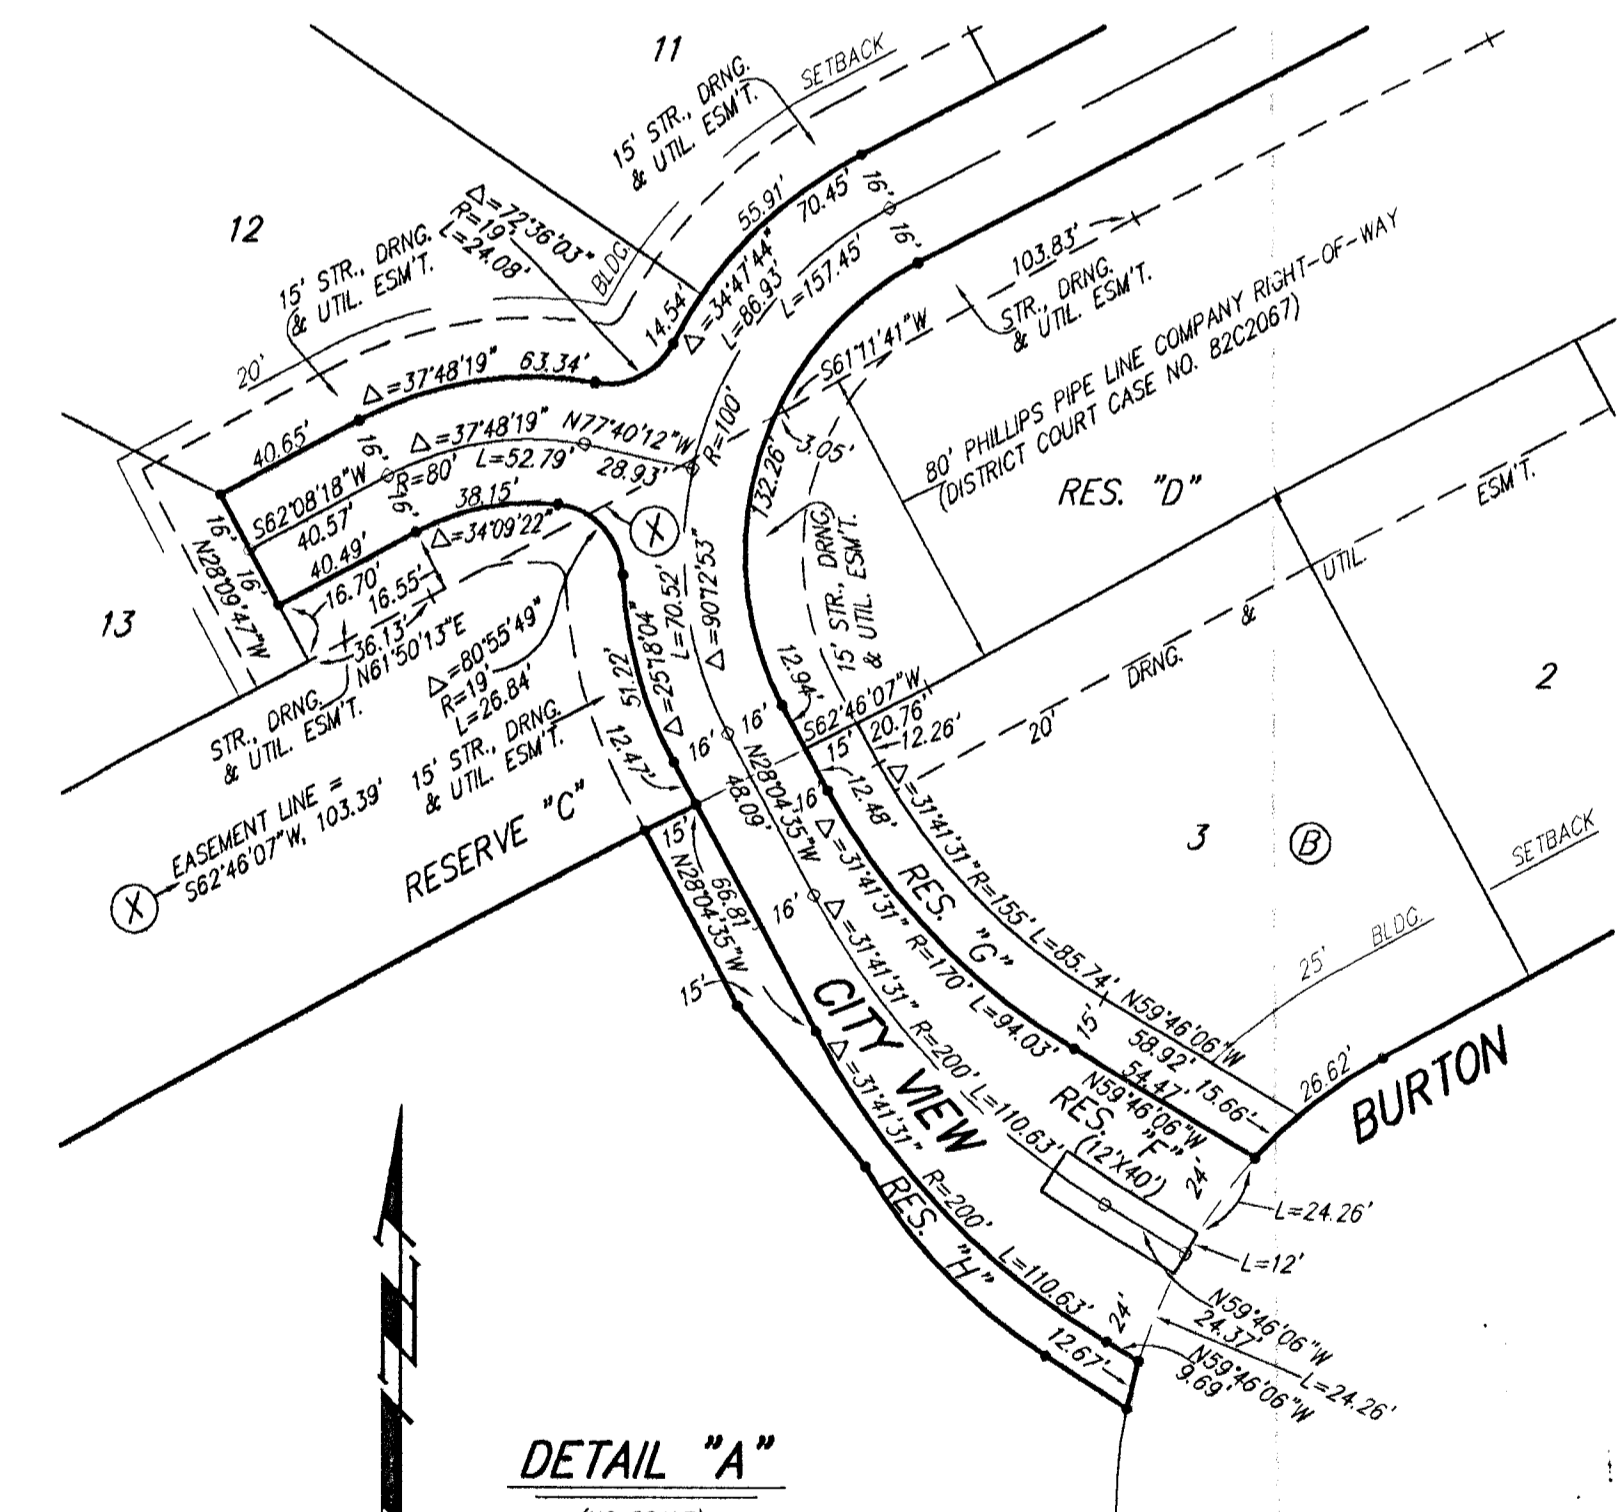 11
SETBACK
15' STR., DRNG.
& UTIL. ESM'T.
12
Δ=72°36'03"
R=19'
L=24.08'
15' STR., DRNG.
& UTIL. ESM'T.
BLDG.
20'
55.91'
70.45'
16'
16'
14.54'
Δ=34°47'44"
L=86.93'
L=157.45'
103.83'
STR., DRNG.
& UTIL. ESM'T.
S61°11'41"W
80' PHILLIPS PIPE LINE COMPANY RIGHT-OF-WAY
(DISTRICT COURT CASE NO. 82C2067)
RES. "D"
Δ=37°48'19"
63.34'
40.65'
16'
Δ=37°48'19"
N77°40'12"W
R=80'
L=52.79'
28.93'
R=100'
3.05'
132.26'
S62°08'18"W
40.57'
16'
38.15'
Δ=34°09'22"
40.49'
16'
16'
N28°09'47"W
X
16.70'
16.55'
36.13'
N61°50'13"E
13
STR., DRNG.
& UTIL. ESM'T.
Δ=80°55'49"
R=19'
L=26.84'
15' STR., DRNG.
& UTIL. ESM'T.
51.22'
12.47'
Δ=25°18'04"
L=70.52'
Δ=90°12'53"
15' STR., DRNG.
& UTIL. ESM'T.
12.94'
S62°46'07"W
20.76'
12.26'
15'
12.48'
20'
DRNG.
&
UTIL.
ESM'T.
2
3
B
SETBACK
25'
BLDG.
X
EASEMENT LINE =
S62°46'07"W, 103.39'
RESERVE "C"
16'
16'
N28°04'35"W
48.09'
16'
16'
15'
66.81'
N28°04'35"W
15'
Δ=31°41'31" R=155' L=85.74'
RES. "G"
Δ=31°41'31" R=170' L=94.03'
Δ=31°41'31" R=200' L=110.63'
CITY VIEW
Δ=31°41'31" R=200' L=110.63'
RES. "H"
15'
N59°46'06"W
58.92'
15.66'
54.47'
N59°46'06"W
RES. "F"
(12'X40')
26.62'
BURTON
24'
L=24.26'
L=12'
N59°46'06"W
24.37'
L=24.26'
N59°46'06"W
9.69'
24'
12.67'
DETAIL "A"